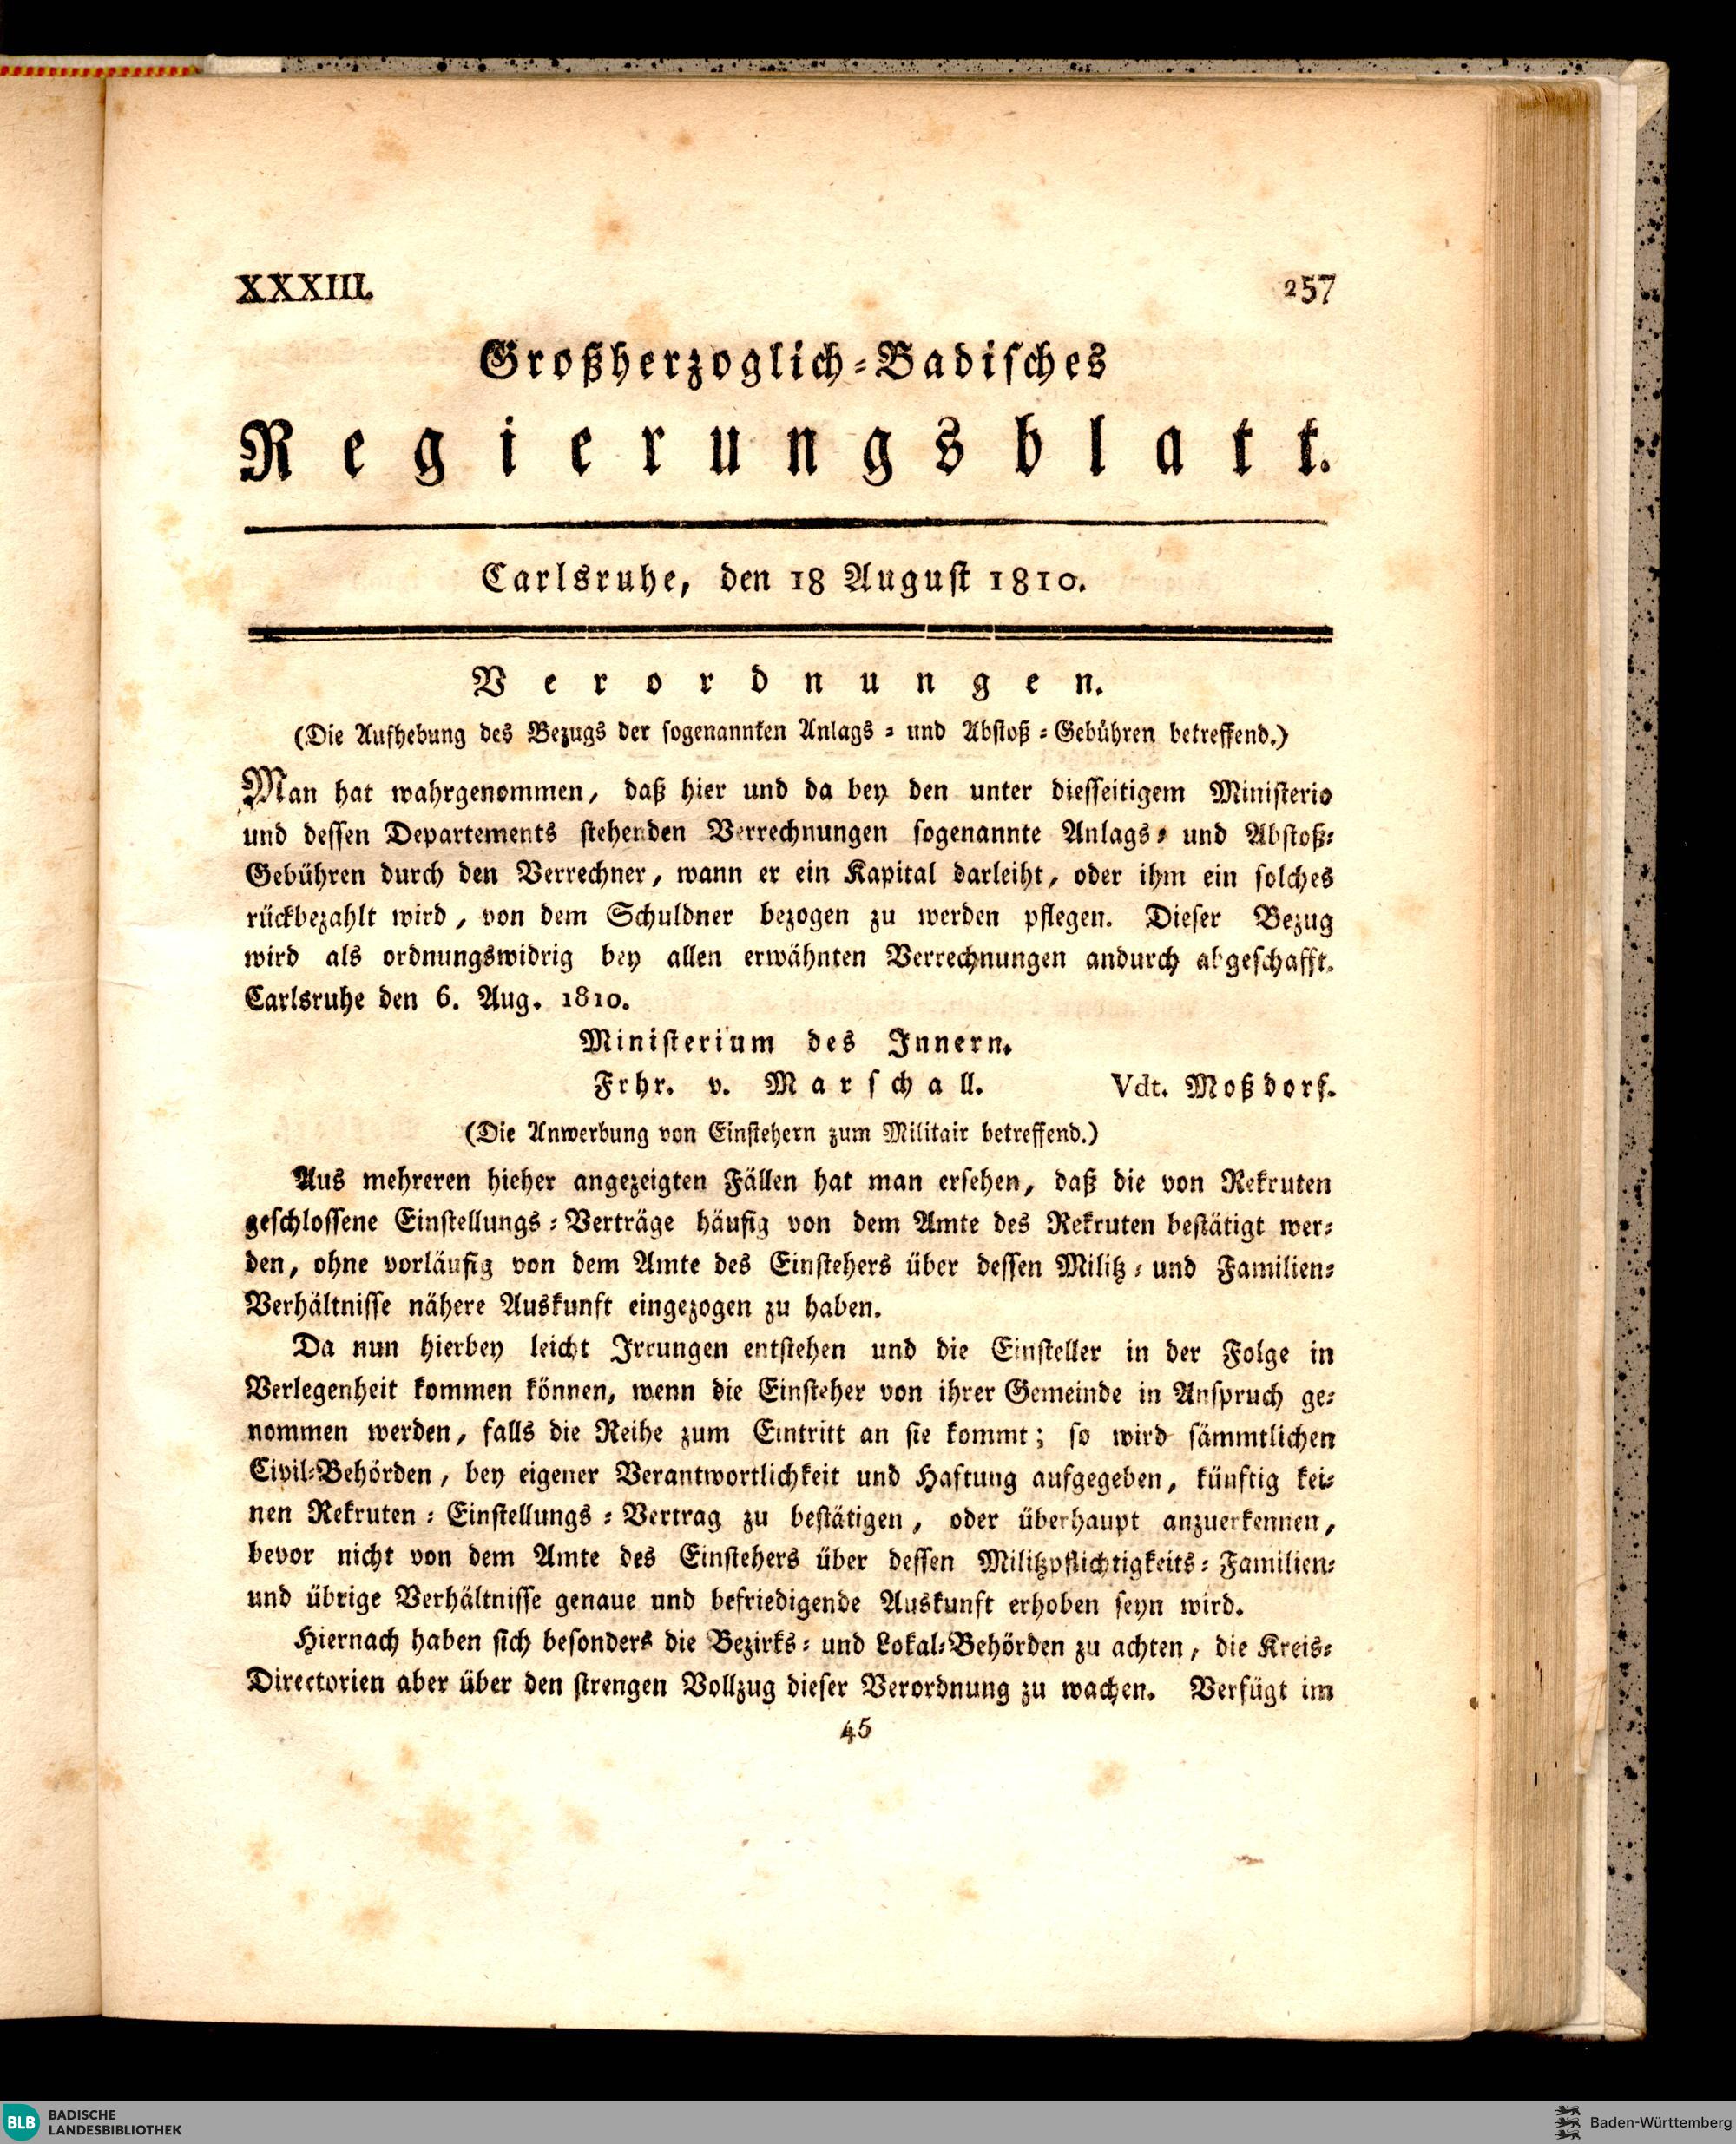 XXXIII. 257
Großherzoglich-Badisches
Regierungsblatt.
Carlsruhe, den 18 August 1810.
Verordnungen.
(Die Aufhebung des Bezugs der sogenannten Anlags- und Abstoß-Gebühren betreffend.)
Man hat wahrgenommen, daß hier und da bey den unter diesseitigem Ministerio
und dessen Departements stehenden Verrechnungen sogenannte Anlags- und Abstoß-
Gebühren durch den Verrechner, wann er ein Kapital darleiht, oder ihm ein solches
rückbezahlt wird, von dem Schuldner bezogen zu werden pflegen. Dieser Bezug
wird als ordnungswidrig bey allen erwähnten Verrechnungen andurch abgeschafft.
Carlsruhe den 6. Aug. 1810.
Ministerium des Innern.
Frhr. v. Marschall. Vdt. Moßdorf.
(Die Anwerbung von Einstehern zum Militair betreffend.)
Aus mehreren hieher angezeigten Fällen hat man ersehen, daß die von Rekruten
geschlossene Einstellungs-Verträge häufig von dem Amte des Rekruten bestätigt wer-
den, ohne vorläufig von dem Amte des Einstehers über dessen Militz- und Familien-
Verhältnisse nähere Auskunft eingezogen zu haben.
Da nun hierbey leicht Irrungen entstehen und die Einsteller in der Folge in
Verlegenheit kommen können, wenn die Einsteher von ihrer Gemeinde in Anspruch ge-
nommen werden, falls die Reihe zum Eintritt an sie kommt; so wird sämmtlichen
Civil-Behörden, bey eigener Verantwortlichkeit und Haftung aufgegeben, künftig kei-
nen Rekruten-Einstellungs-Vertrag zu bestätigen, oder überhaupt anzuerkennen,
bevor nicht von dem Amte des Einstehers über dessen Militzpflichtigkeits-Familien-
und übrige Verhältnisse genaue und befriedigende Auskunft erhoben seyn wird.
Hiernach haben sich besonders die Bezirks- und Lokal-Behörden zu achten, die Kreis-
Directorien aber über den strengen Vollzug dieser Verordnung zu wachen. Verfügt im
45
BLB BADISCHE
LANDESBIBLIOTHEK
Baden-Württemberg